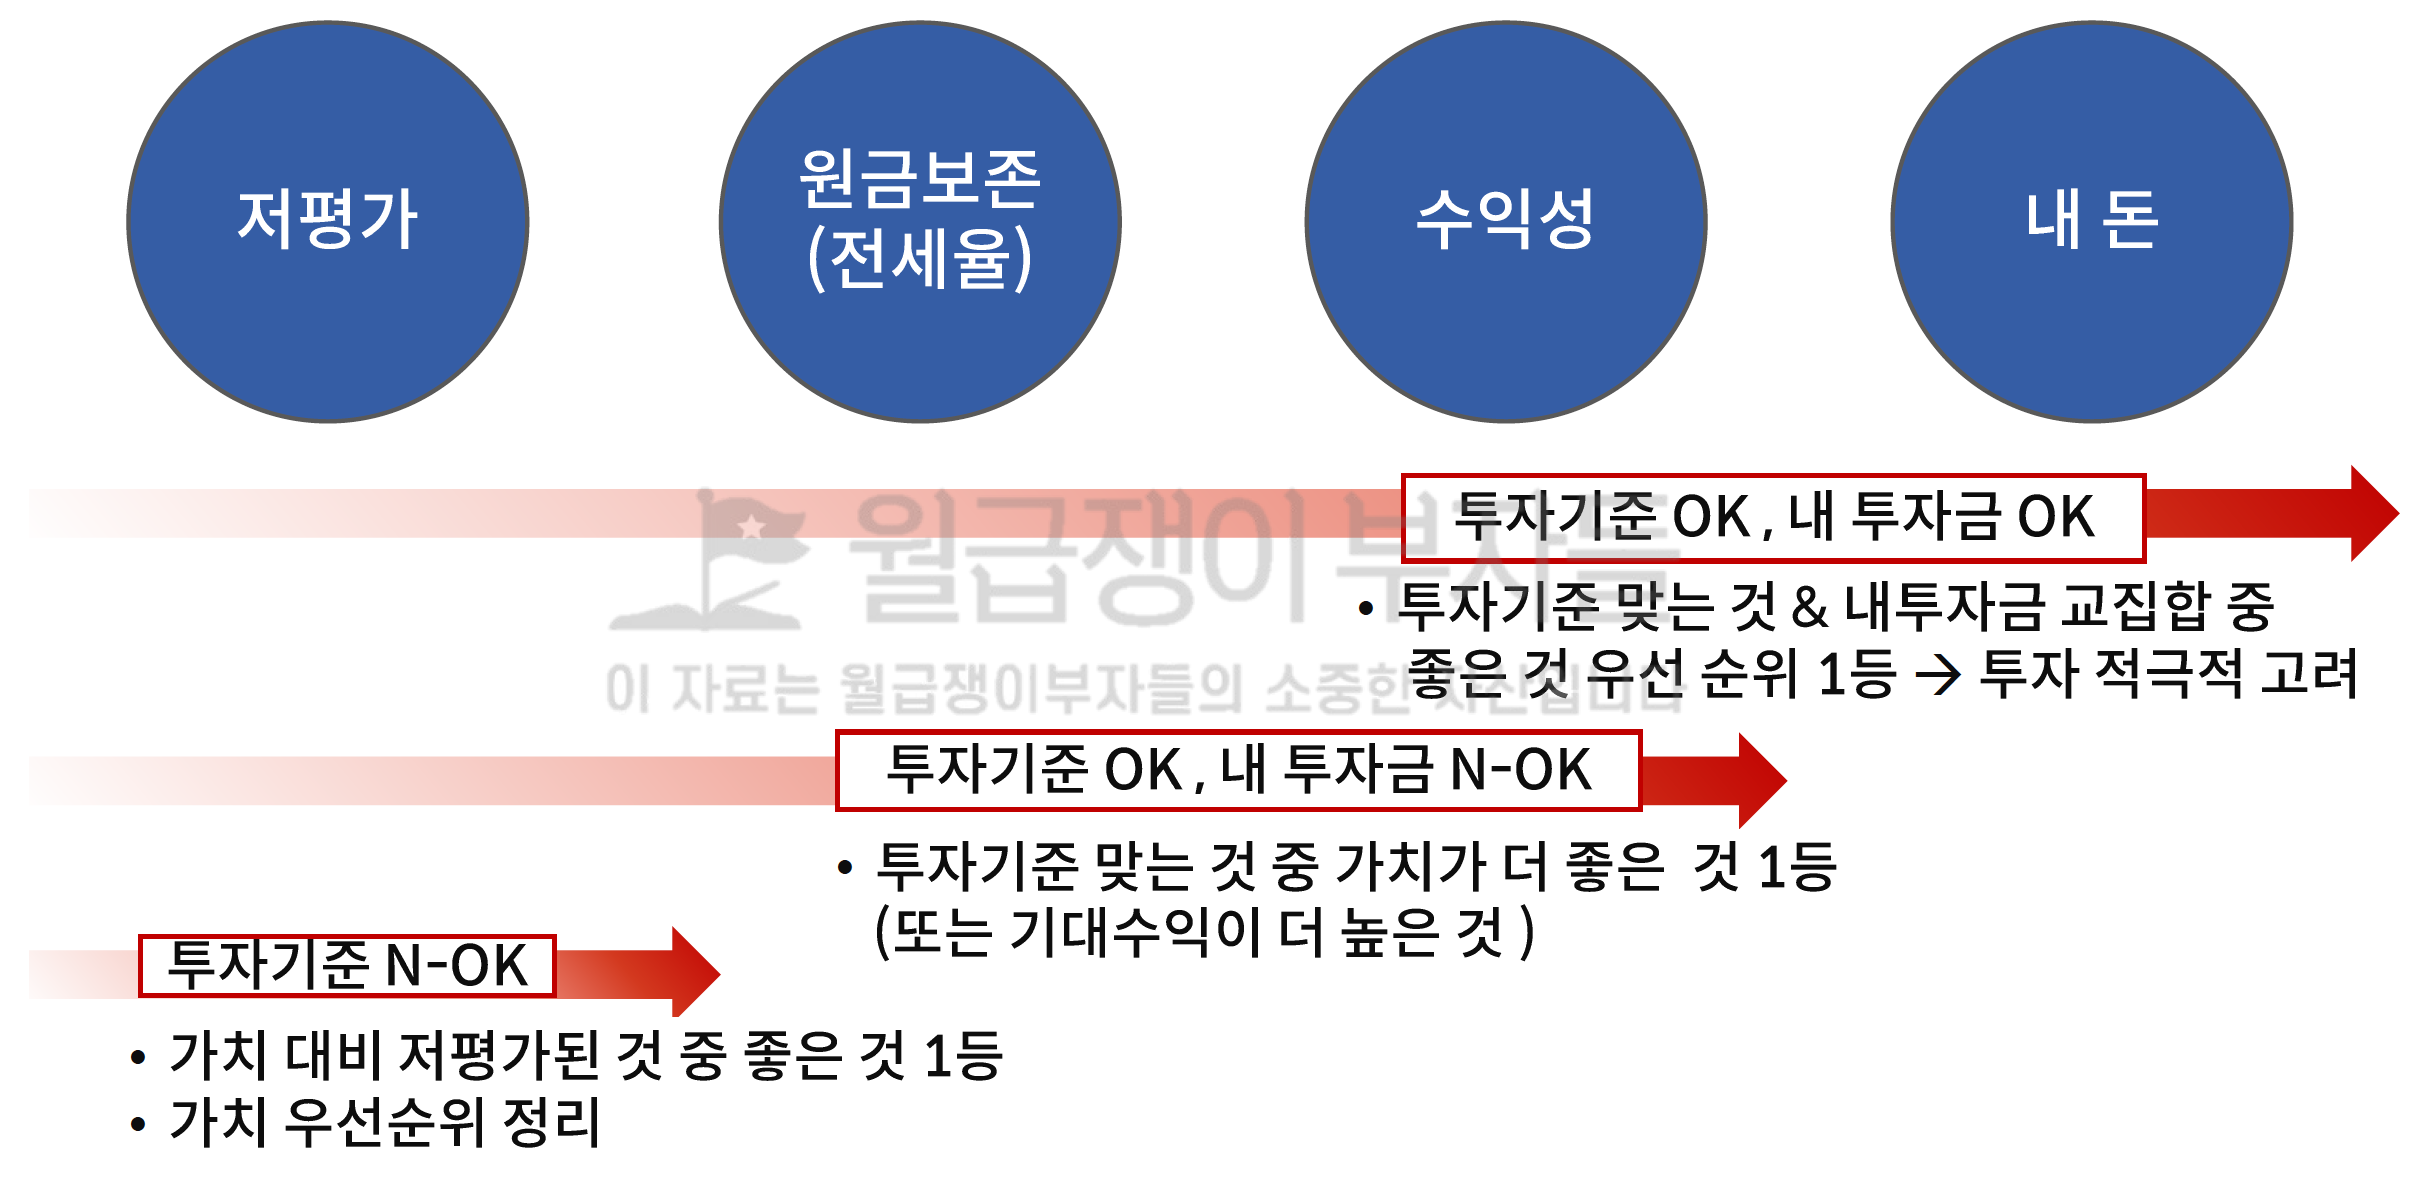 저평가
원금보존
(전세율)
수익성
내 돈
투자기준 OK , 내 투자금 OK
월급쟁이 부자들
• 투자기준 맞는 것 & 내투자금 교집합 중
좋은 것 우선 순위 1등 → 투자 적극적 고려
이 자료는 월급쟁이부자들의 소중한 자산입니다
투자기준 OK , 내 투자금 N-OK
• 투자기준 맞는 것 중 가치가 더 좋은 것 1등
(또는 기대수익이 더 높은 것 )
투자기준 N-OK
• 가치 대비 저평가된 것 중 좋은 것 1등
• 가치 우선순위 정리